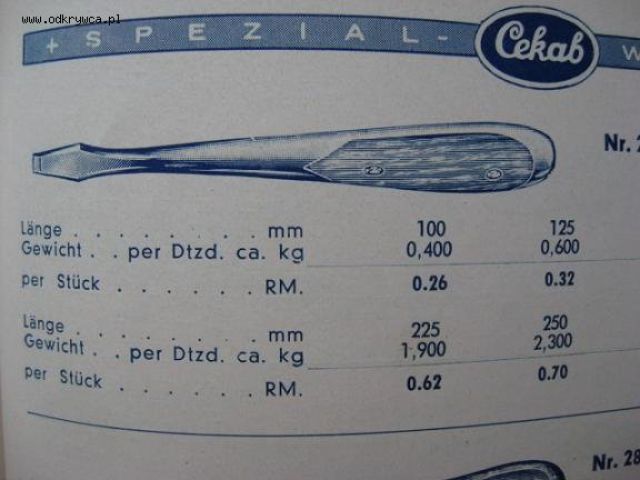 www.odkrywca.pl
+ SPEZIAL - Cekab W
Nr. 2
Länge . . . . . . . . mm 100 125
Gewicht . . per Dtzd. ca. kg 0,400 0,600
per Stück . . . . . . RM. 0.26 0.32
Länge . . . . . . . . mm 225 250
Gewicht . . per Dtzd. ca. kg 1,900 2,300
per Stück . . . . . . RM. 0.62 0.70
Nr. 28